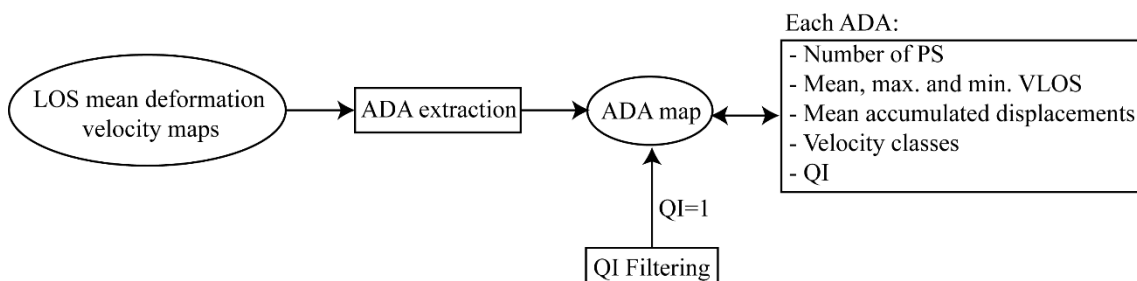 LOS mean deformation
velocity maps
ADA extraction
ADA map
Each ADA:
- Number of PS
- Mean, max. and min. VLOS
- Mean accumulated displacements
- Velocity classes
- QI
QI=1
QI Filtering